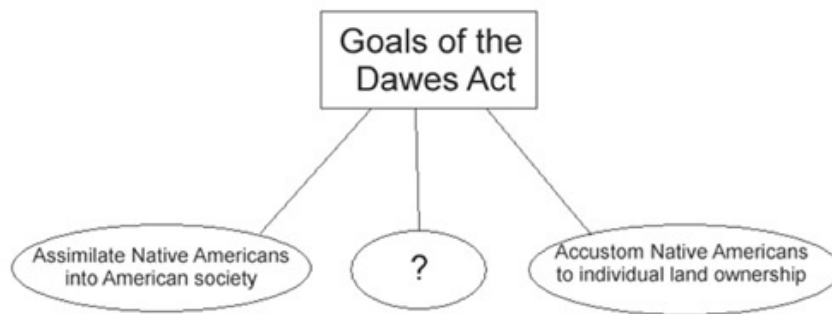 Goals of the
Dawes Act
Assimilate Native Americans
into American society
?
Accustom Native Americans
to individual land ownership